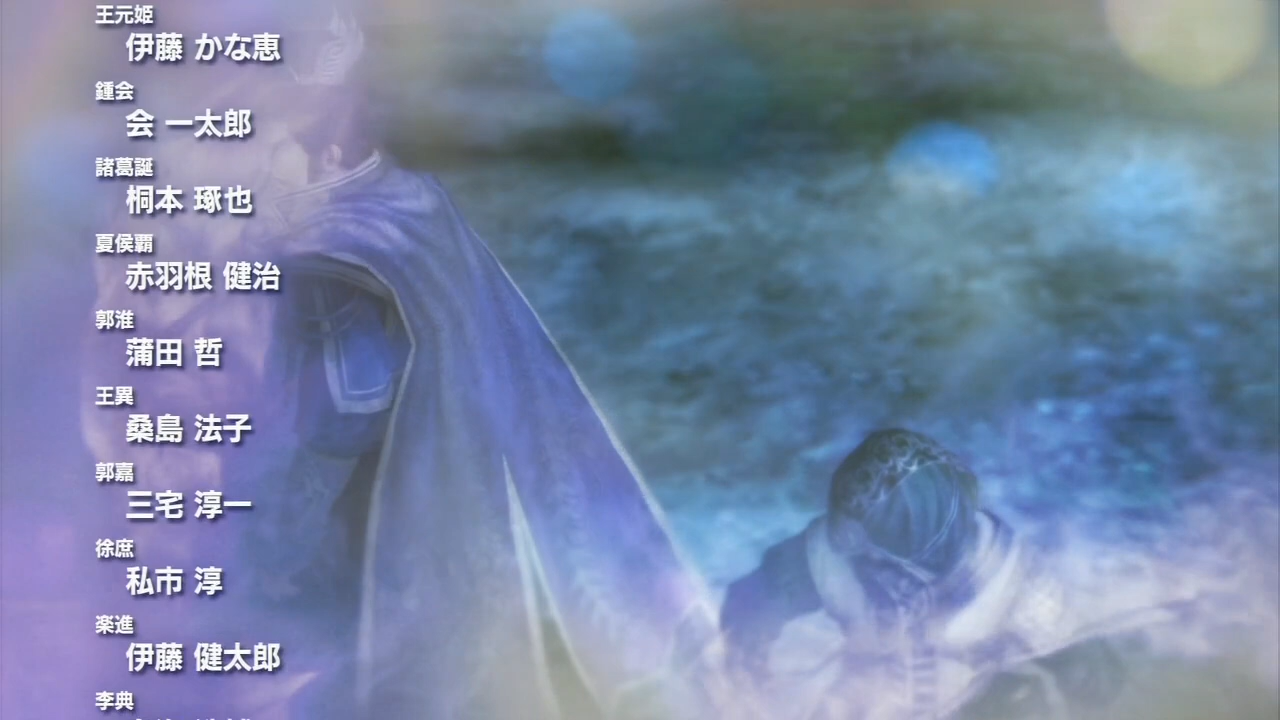 王元姫
伊藤 かな恵
鍾会
会 一太郎
諸葛誕
桐本 琢也
夏侯覇
赤羽根 健治
郭淮
蒲田 哲
王異
桑島 法子
郭嘉
三宅 淳一
徐庶
私市 淳
楽進
伊藤 健太郎
李典